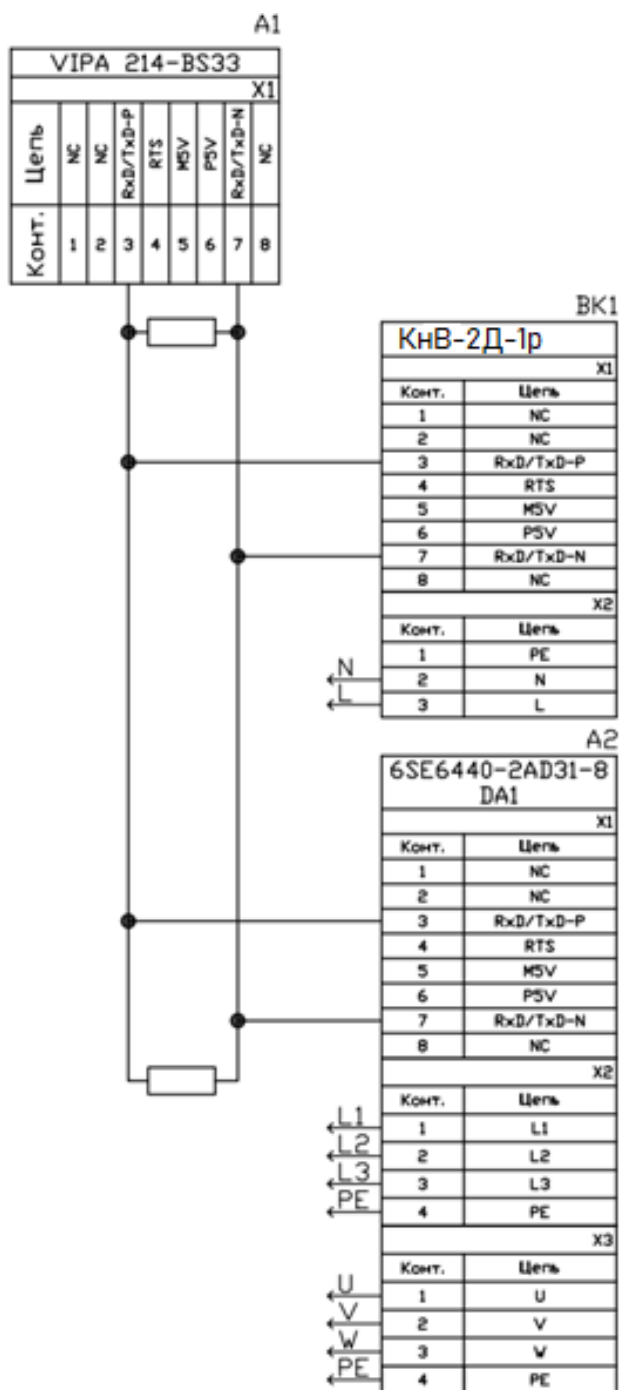 A1
VIPA 214-BS33
X1
Цепь NC NC RxD/TxD-P RTS M5V P5V RxD/TxD-N NC
Конт. 1 2 3 4 5 6 7 8
BK1
КнВ-2Д-1р
X1
Конт. Цепь
1 NC
2 NC
3 RxD/TxD-P
4 RTS
5 M5V
6 P5V
7 RxD/TxD-N
8 NC
X2
Конт. Цепь
1 PE
N 2 N
L 3 L
A2
6SE6440-2AD31-8
DA1
X1
Конт. Цепь
1 NC
2 NC
3 RxD/TxD-P
4 RTS
5 M5V
6 P5V
7 RxD/TxD-N
8 NC
X2
Конт. Цепь
L1 1 L1
L2 2 L2
L3 3 L3
PE 4 PE
X3
Конт. Цепь
U 1 U
V 2 V
W 3 W
PE 4 PE